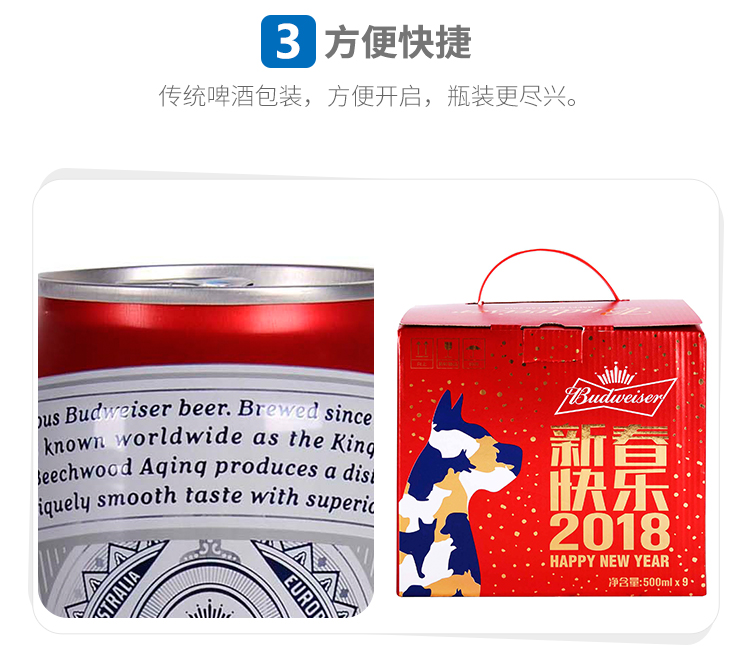 3 方便快捷
传统啤酒包装，方便开启，瓶装更尽兴。
ous Budweiser beer. Brewed since
known worldwide as the King
Beechwood Aging produces a dist
iquely smooth taste with superio
AUSTRALIA
EUROP
Budweiser
新春
快乐
2018
HAPPY NEW YEAR
净含量:500ml x 9